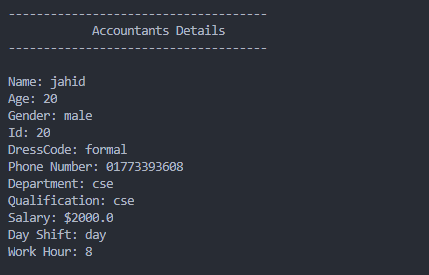 -------------------------------------
Accountants Details
-------------------------------------
Name: jahid
Age: 20
Gender: male
Id: 20
DressCode: formal
Phone Number: 01773393608
Department: cse
Qualification: cse
Salary: $2000.0
Day Shift: day
Work Hour: 8